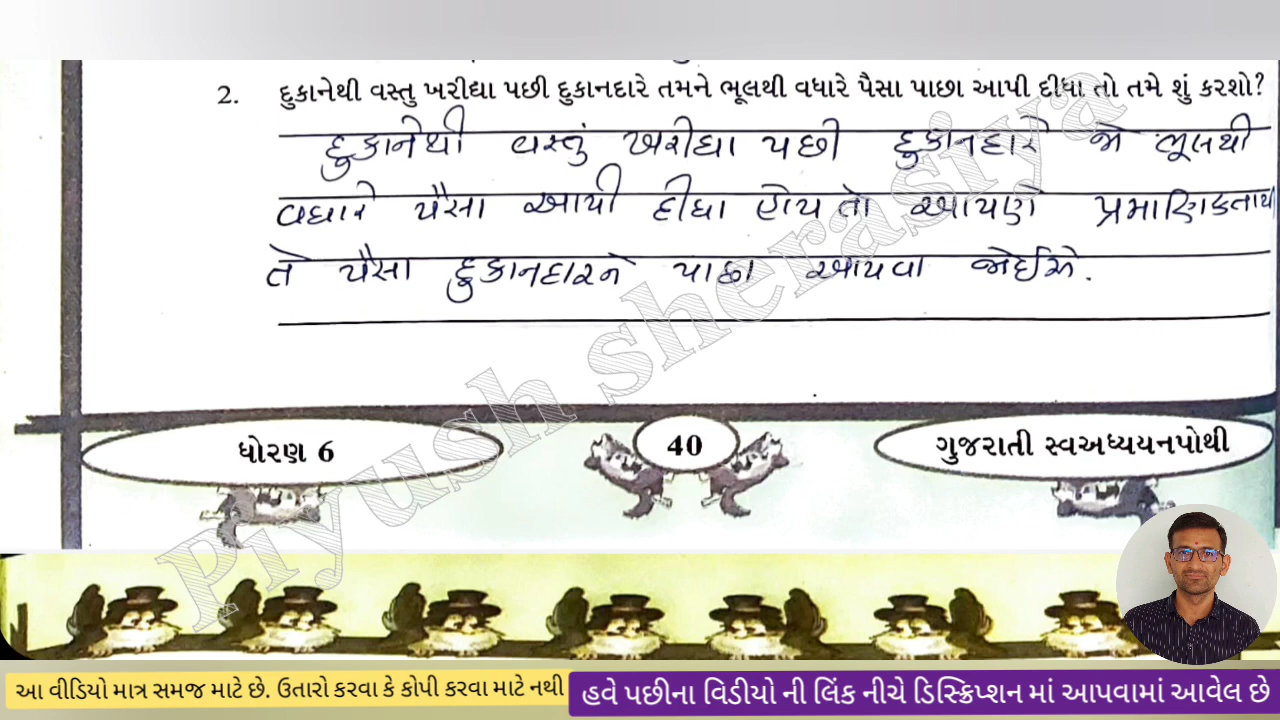 2. દુકાનેથી વસ્તુ ખરીદ્યા પછી દુકાનદારે તમને ભૂલથી વધારે પૈસા પાછા આપી દીધા તો તમે શું કરશો?
દુકાનેથી વસ્તું ખરીદ્યા પછી દુકાનદારે જો ભૂલથી
વધારે પૈસા આપી દીધા હોય તો આપણે પ્રમાણિકતાથી
તે પૈસા દુકાનદારને પાછા આપવા જોઈએ.
Piyush sherasiya
ધોરણ 6
40
ગુજરાતી સ્વઅધ્યયનપોથી
આ વીડિયો માત્ર સમજ માટે છે. ઉતારો કરવા કે કોપી કરવા માટે નથી
હવે પછીના વિડીયો ની લિંક નીચે ડિસ્ક્રિપ્શન માં આપવામાં આવેલ છે